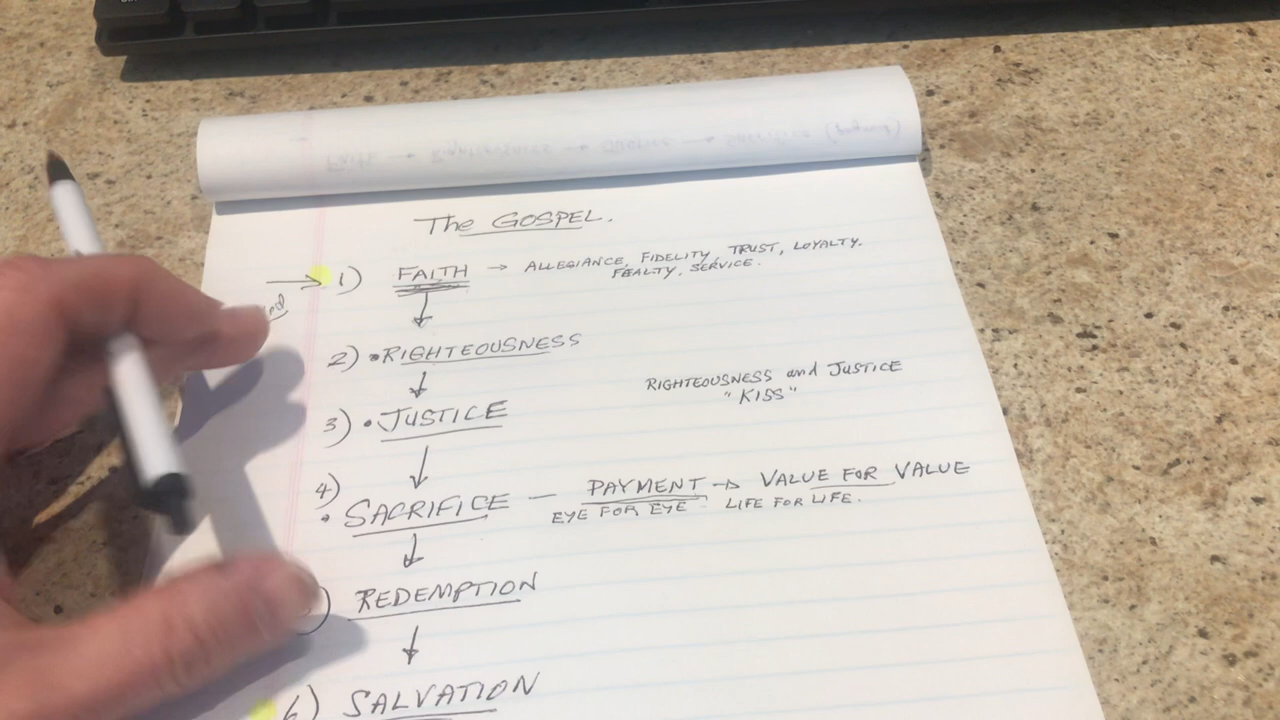 The GOSPEL.
1) FAITH → ALLEGIANCE, FIDELITY, TRUST, LOYALTY.
FEALTY, SERVICE.
2) • RIGHTEOUSNESS
RIGHTEOUSNESS and JUSTICE
"KISS"
3) • JUSTICE
4)
• SACRIFICE — PAYMENT → VALUE FOR VALUE
EYE FOR EYE - LIFE FOR LIFE.
) REDEMPTION
6) SALVATION